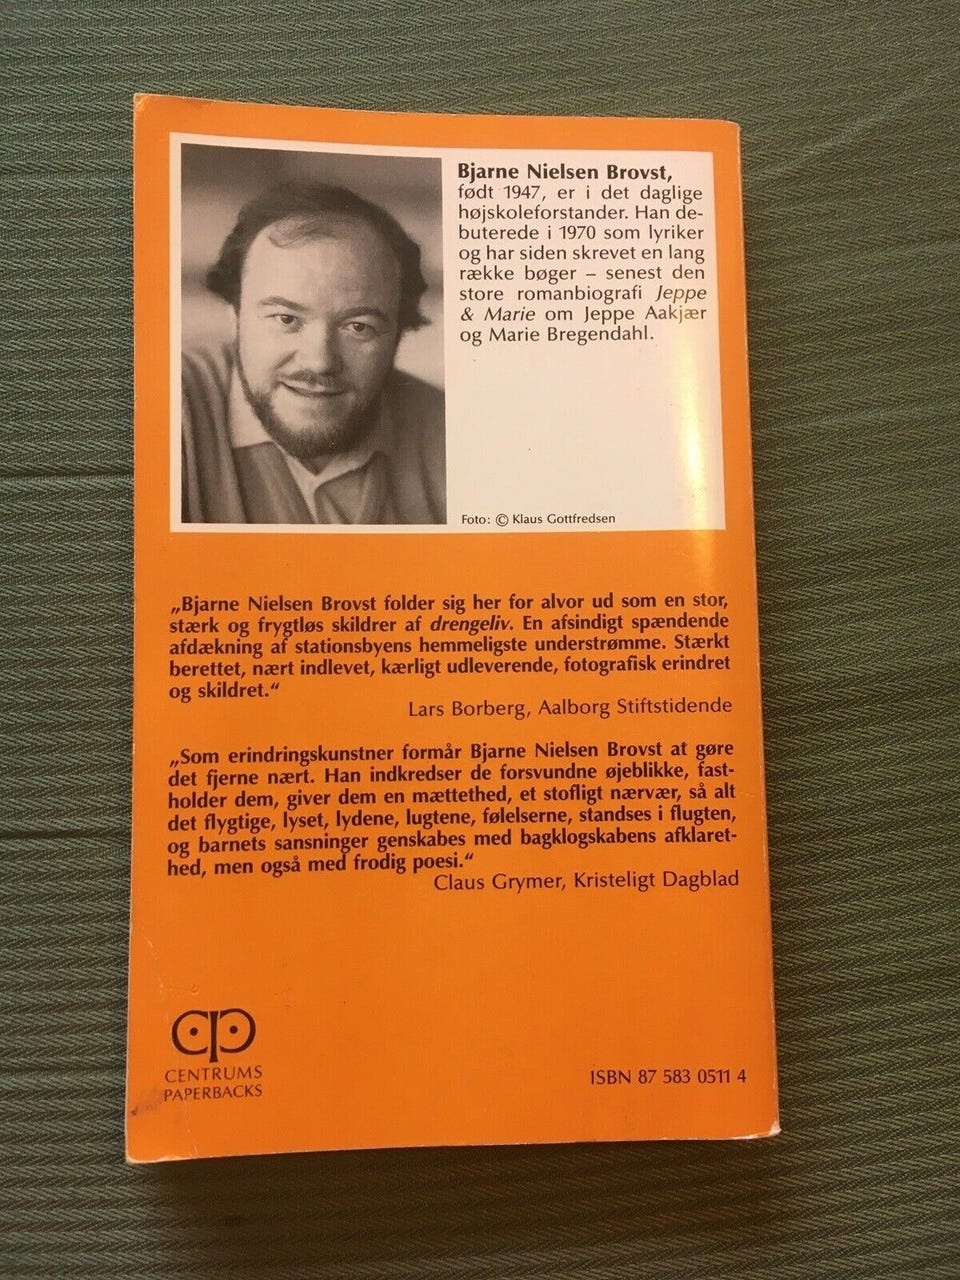 Bjarne Nielsen Brovst,
født 1947, er i det daglige
højskoleforstander. Han de-
buterede i 1970 som lyriker
og har siden skrevet en lang
række bøger – senest den
store romanbiografi Jeppe
& Marie om Jeppe Aakjær
og Marie Bregendahl.
Foto: © Klaus Gottfredsen
„Bjarne Nielsen Brovst folder sig her for alvor ud som en stor,
stærk og frygtløs skildrer af drengeliv. En afsindigt spændende
afdækning af stationsbyens hemmeligste understrømme. Stærkt
berettet, nært indlevet, kærligt udleverende, fotografisk erindret
og skildret.“
Lars Borberg, Aalborg Stiftstidende
„Som erindringskunstner formår Bjarne Nielsen Brovst at gøre
det fjerne nært. Han indkredser de forsvundne øjeblikke, fast-
holder dem, giver dem en mættethed, et stofligt nærvær, så alt
det flygtige, lyset, lydene, lugtene, følelserne, standses i flugten,
og barnets sansninger genskabes med bagklogskabens afklaret-
hed, men også med frodig poesi.“
Claus Grymer, Kristeligt Dagblad
cp
CENTRUMS
PAPERBACKS
ISBN 87 583 0511 4